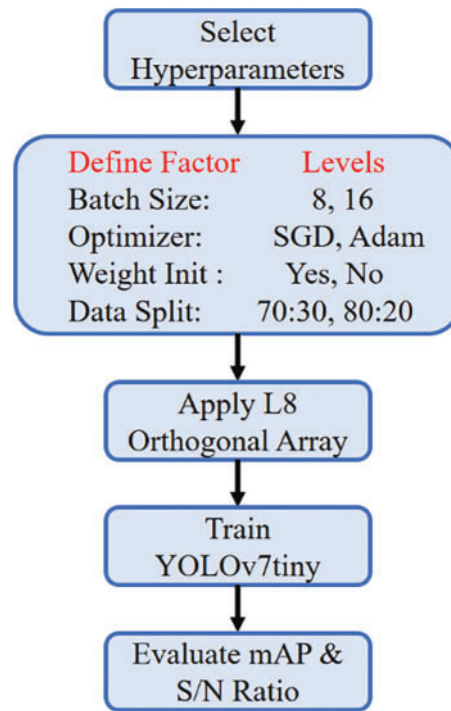 Select
Hyperparameters
Define Factor Levels
Batch Size: 8, 16
Optimizer: SGD, Adam
Weight Init : Yes, No
Data Split: 70:30, 80:20
Apply L8
Orthogonal Array
Train
YOLOv7tiny
Evaluate mAP &
S/N Ratio